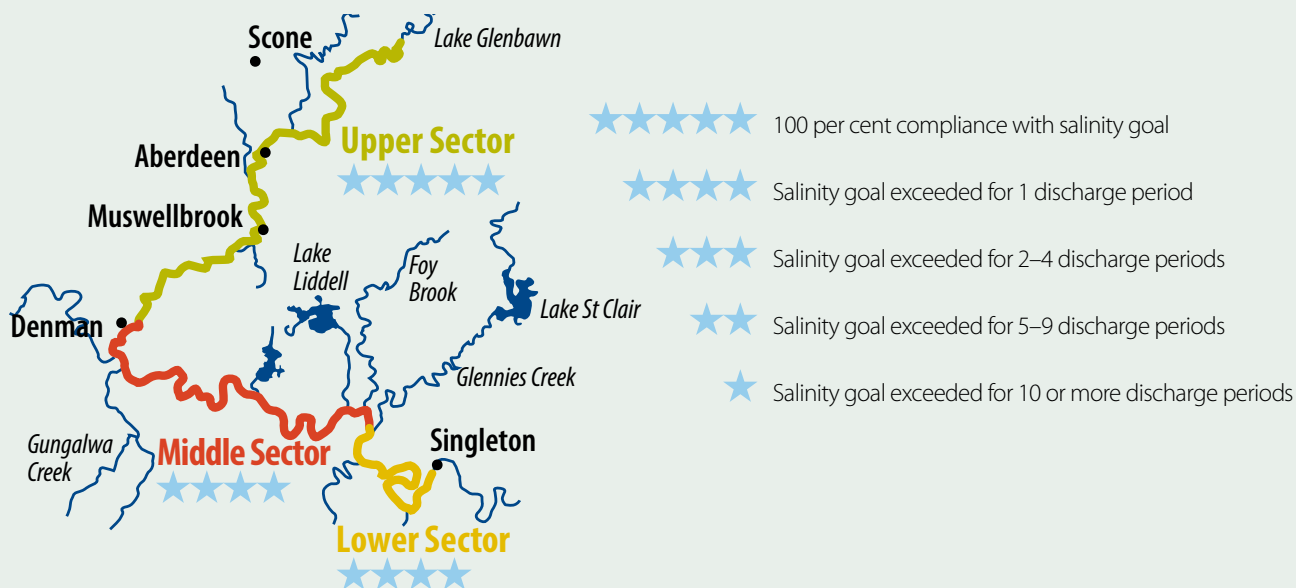 Scone
Lake Glenbawn
Aberdeen
Upper Sector
Muswellbrook
Lake
Liddell
Foy
Brook
Lake St Clair
Denman
Glennies Creek
Gungalwa
Creek
Middle Sector
Singleton
Lower Sector
100 per cent compliance with salinity goal
Salinity goal exceeded for 1 discharge period
Salinity goal exceeded for 2–4 discharge periods
Salinity goal exceeded for 5–9 discharge periods
Salinity goal exceeded for 10 or more discharge periods